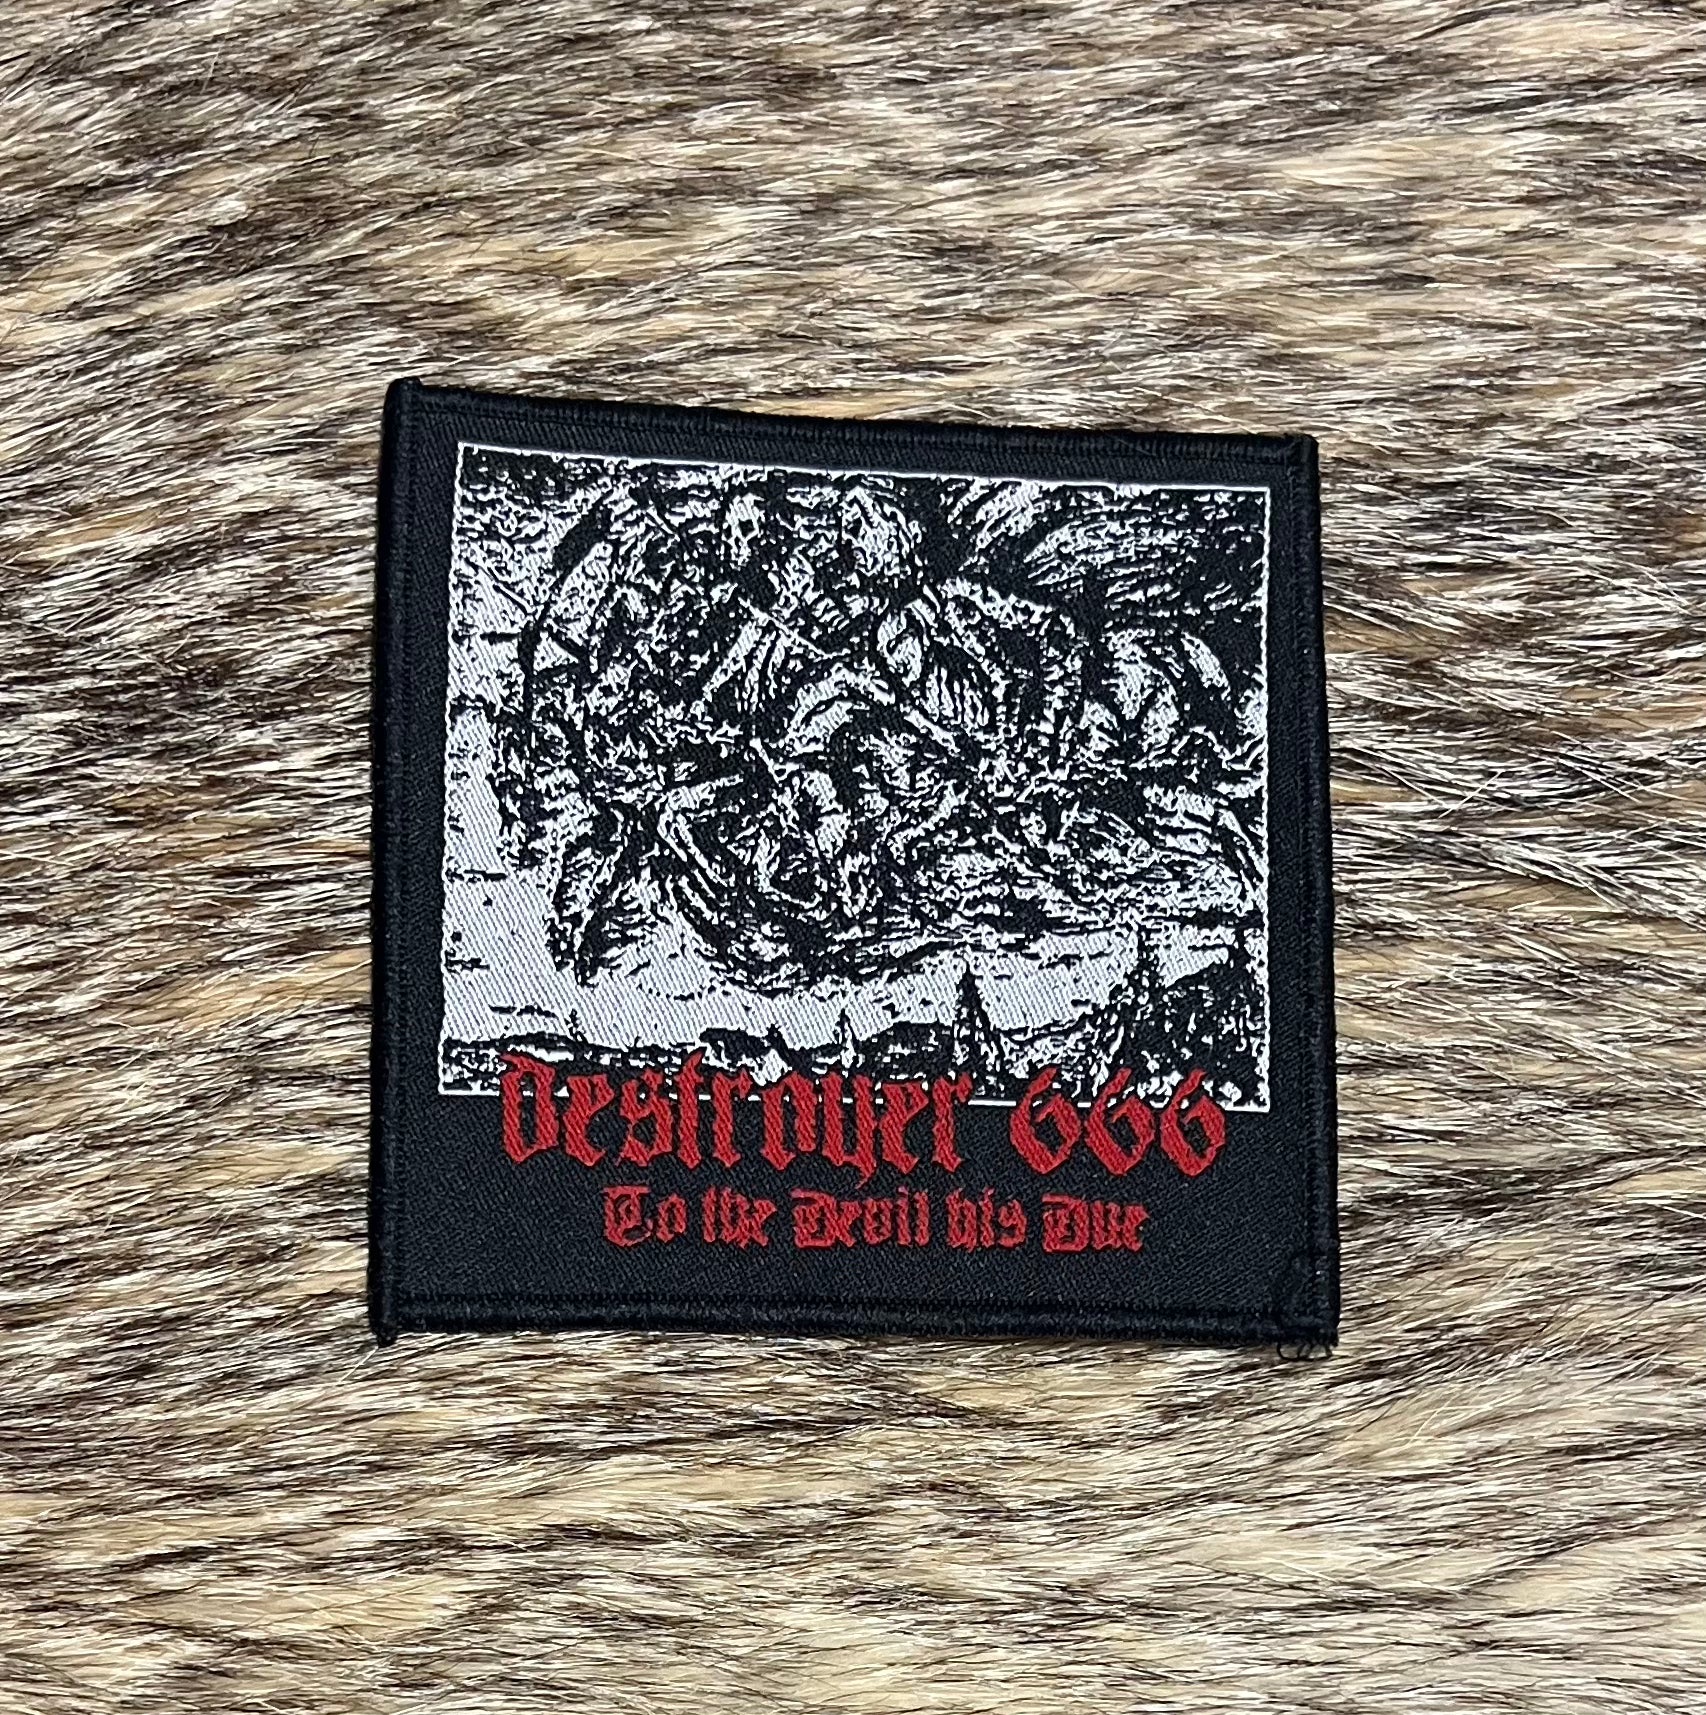 Destroyer 666
To the Devil his Due